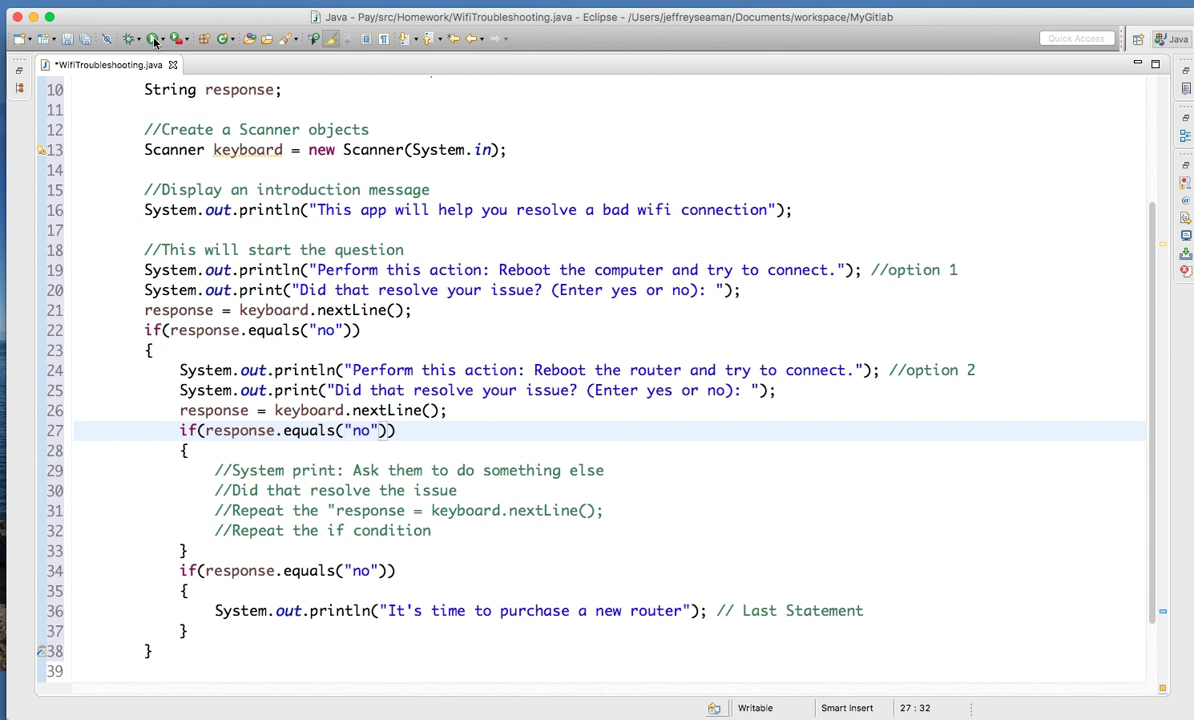 Java - Pay/src/Homework/WifiTroubleshooting.java - Eclipse - /Users/jeffreyseaman/Documents/workspace/MyGitlab
Quick Access
Java
*WifiTroubleshooting.java
10 String response;
11
12 //Create a Scanner objects
13 Scanner keyboard = new Scanner(System.in);
14
15 //Display an introduction message
16 System.out.println("This app will help you resolve a bad wifi connection");
17
18 //This will start the question
19 System.out.println("Perform this action: Reboot the computer and try to connect."); //option 1
20 System.out.print("Did that resolve your issue? (Enter yes or no): ");
21 response = keyboard.nextLine();
22 if(response.equals("no"))
23 {
24 System.out.println("Perform this action: Reboot the router and try to connect."); //option 2
25 System.out.print("Did that resolve your issue? (Enter yes or no): ");
26 response = keyboard.nextLine();
27 if(response.equals("no"))
28 {
29 //System print: Ask them to do something else
30 //Did that resolve the issue
31 //Repeat the "response = keyboard.nextLine();
32 //Repeat the if condition
33 }
34 if(response.equals("no"))
35 {
36 System.out.println("It's time to purchase a new router"); // Last Statement
37 }
38 }
39
Writable
Smart Insert
27 : 32